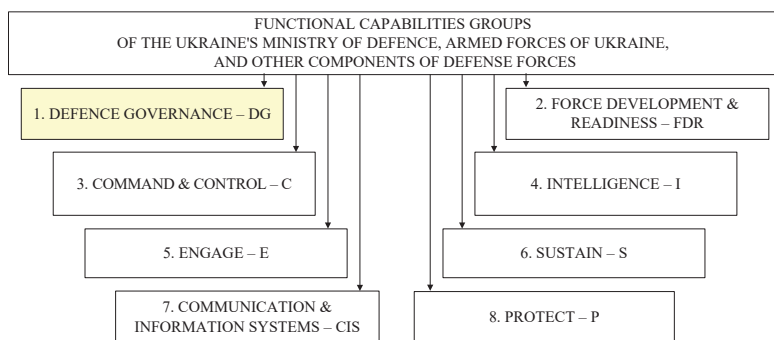 FUNCTIONAL CAPABILITIES GROUPS
OF THE UKRAINE'S MINISTRY OF DEFENCE, ARMED FORCES OF UKRAINE,
AND OTHER COMPONENTS OF DEFENSE FORCES
1. DEFENCE GOVERNANCE – DG
2. FORCE DEVELOPMENT &
READINESS – FDR
3. COMMAND & CONTROL – C
4. INTELLIGENCE – I
5. ENGAGE – E
6. SUSTAIN – S
7. COMMUNICATION &
INFORMATION SYSTEMS – CIS
8. PROTECT – P